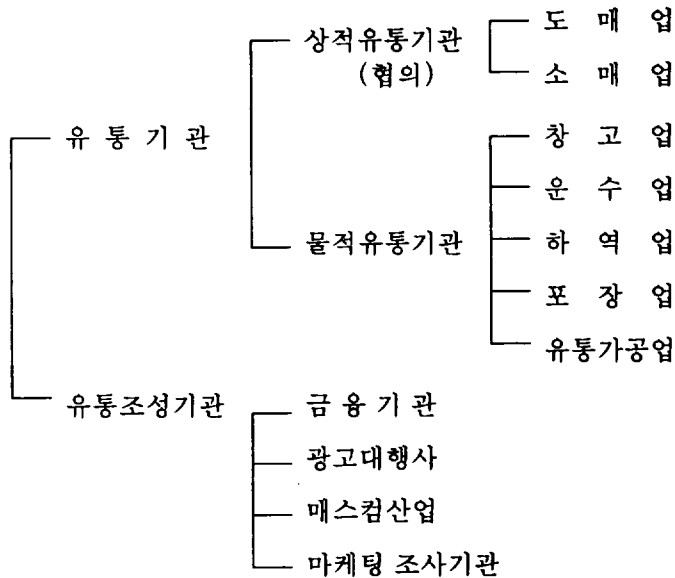 도 매 업
상적유통기관
(협의)
소 매 업
유 통 기 관
창 고 업
운 수 업
물적유통기관
하 역 업
포 장 업
유통가공업
유통조성기관
금 융 기 관
광고대행사
매스컴산업
마케팅 조사기관